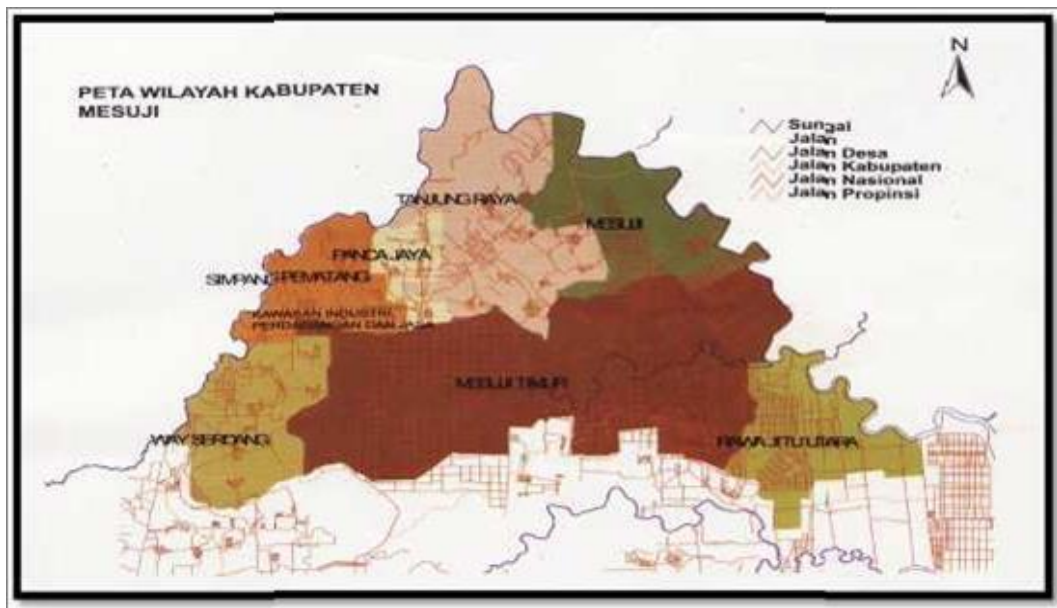 PETA WILAYAH KABUPATEN
MESUJI
N
Sungai
Jalan
Jalan Desa
Jalan Kabupaten
Jalan Nasional
Jalan Propinsi
TANJUNG RAYA
MESUJI
PANCA JAYA
SIMPANG PEMATANG
KAWASAN INDUSTRI,
PERDAGANGAN DAN JASA
MESUJI TIMUR
WAY SERDANG
RAWA JITU UTARA